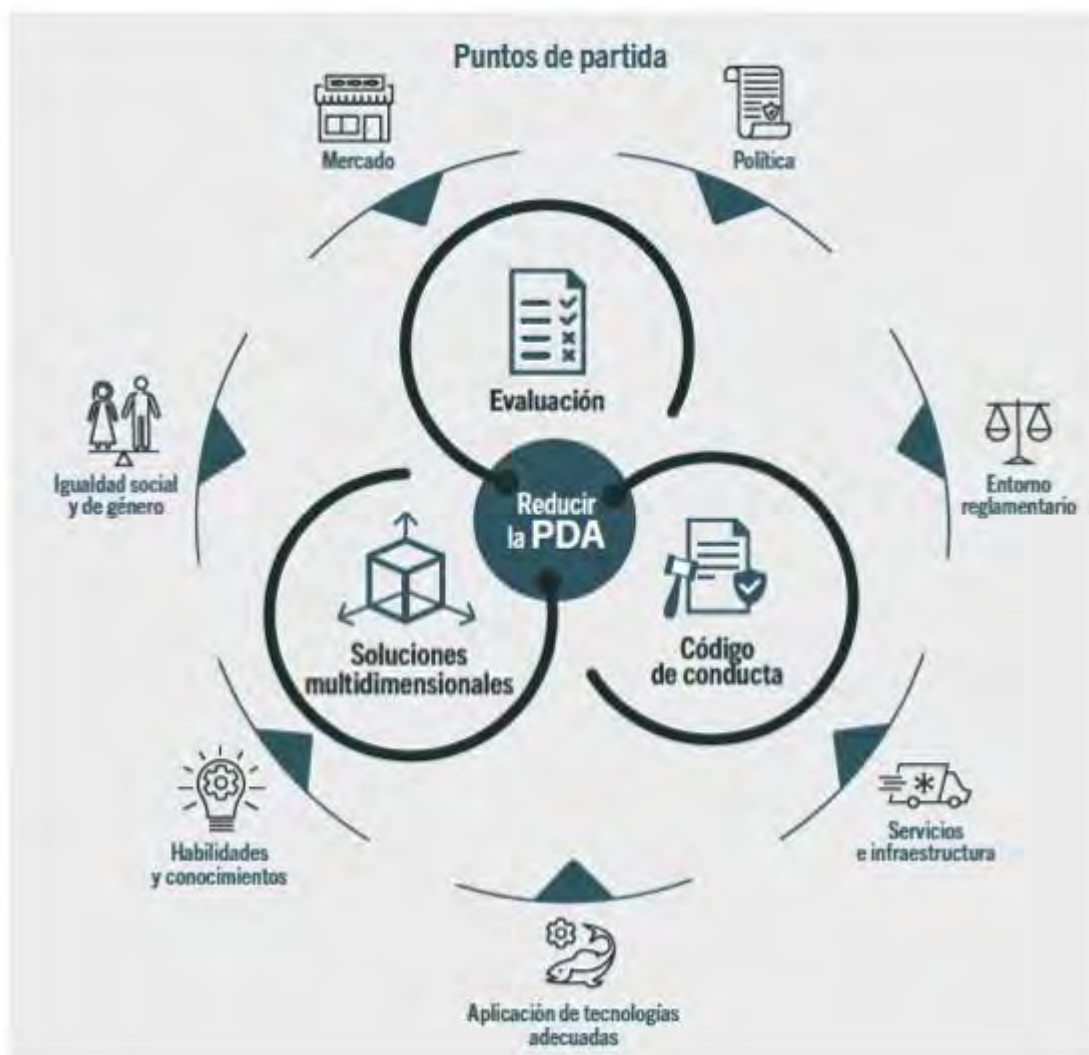 Puntos de partida
Mercado
Política
Evaluación
Igualdad social
y de género
Entorno
reglamentario
Reducir
la PDA
Soluciones
multidimensionales
Código
de conducta
Habilidades
y conocimientos
Servicios
e infraestructura
Aplicación de tecnologías
adecuadas